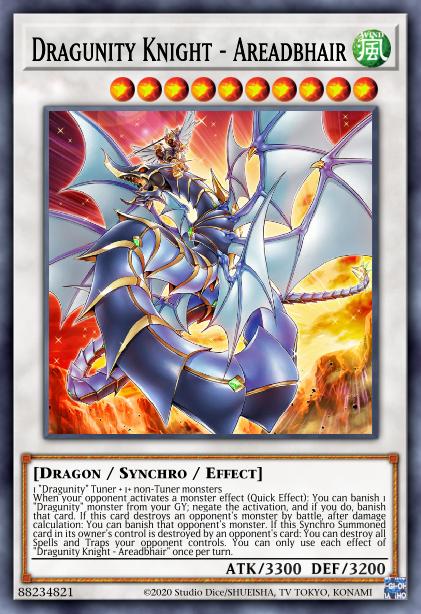 DRAGUNITY KNIGHT - AREADBHAIR
WIND
風
[DRAGON / SYNCHRO / EFFECT]
1 "Dragunity" Tuner + 1+ non-Tuner monsters
When your opponent activates a monster effect (Quick Effect): You can banish 1
"Dragunity" monster from your GY; negate the activation, and if you do, banish
that card. If this card destroys an opponent's monster by battle, after damage
calculation: You can banish that opponent's monster. If this Synchro Summoned
card in its owner's control is destroyed by an opponent's card: You can destroy all
Spells and Traps your opponent controls. You can only use each effect of
"Dragunity Knight - Areadbhair" once per turn.
ATK/3300 DEF/3200
88234821
©2020 Studio Dice/SHUEISHA, TV TOKYO, KONAMI